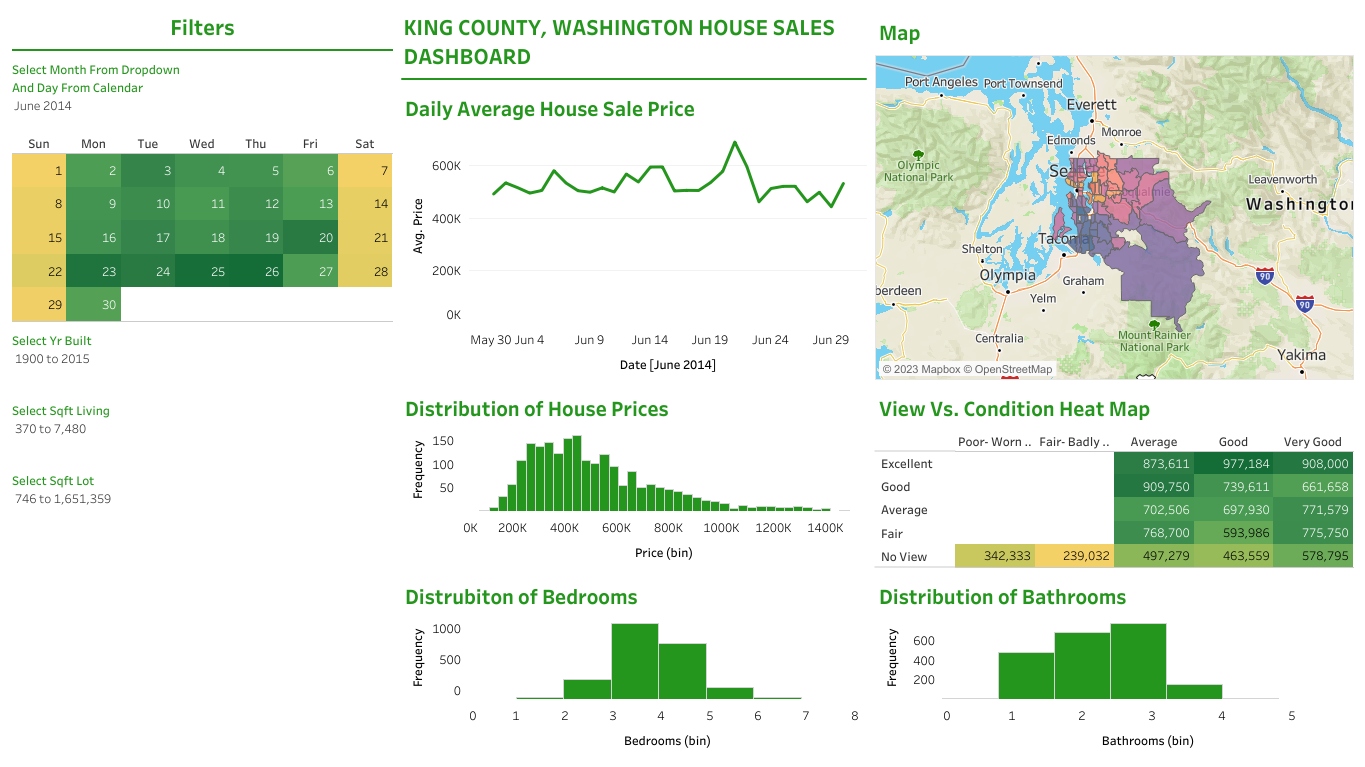 Filters
Select Month From Dropdown
And Day From Calendar
June 2014
Sun Mon Tue Wed Thu Fri Sat
1 2 3 4 5 6 7
8 9 10 11 12 13 14
15 16 17 18 19 20 21
22 23 24 25 26 27 28
29 30
Select Yr Built
1900 to 2015
Select Sqft Living
370 to 7,480
Select Sqft Lot
746 to 1,651,359
KING COUNTY, WASHINGTON HOUSE SALES
DASHBOARD
Daily Average House Sale Price
Avg. Price
600K
400K
200K
0K
May 30 Jun 4 Jun 9 Jun 14 Jun 19 Jun 24 Jun 29
Date [June 2014]
Distribution of House Prices
Frequency
150
100
50
0K 200K 400K 600K 800K 1000K 1200K 1400K
Price (bin)
Distrubiton of Bedrooms
Frequency
1000
500
0
0 1 2 3 4 5 6 7 8
Bedrooms (bin)
Map
Port Angeles
Port Townsend
Everett
Monroe
Edmonds
Olympic
National Park
Leavenworth
Washington
Tacoma
Shelton
Olympia
Graham
Yelm
90
90
Centralia
Mount Rainier
National Park
Yakima
© 2023 Mapbox © OpenStreetMap
View Vs. Condition Heat Map
Poor- Worn .. Fair- Badly .. Average Good Very Good
Excellent 873,611 977,184 908,000
Good 909,750 739,611 661,658
Average 702,506 697,930 771,579
Fair 768,700 593,986 775,750
No View 342,333 239,032 497,279 463,559 578,795
Distribution of Bathrooms
Frequency
600
400
200
0 1 2 3 4 5
Bathrooms (bin)